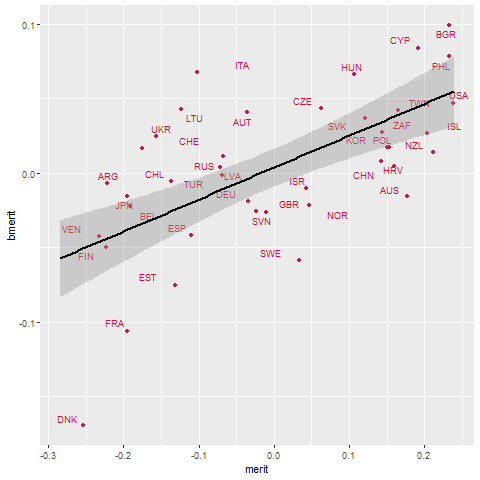 0.1
0.0
-0.1
bmerit
BGR
CYP
PHL
ITA
HUN
USA
CZE
TWN
LTU
AUT
SVK
ZAF
ISL
UKR
CHE
KOR
POL
NZL
RUS
HRV
ARG
CHL
LVA
CHN
TUR
ISR
DEU
AUS
JPN
GBR
BEL
SVN
NOR
VEN
ESP
FIN
SWE
EST
FRA
DNK
-0.3
-0.2
-0.1
0.0
0.1
0.2
merit